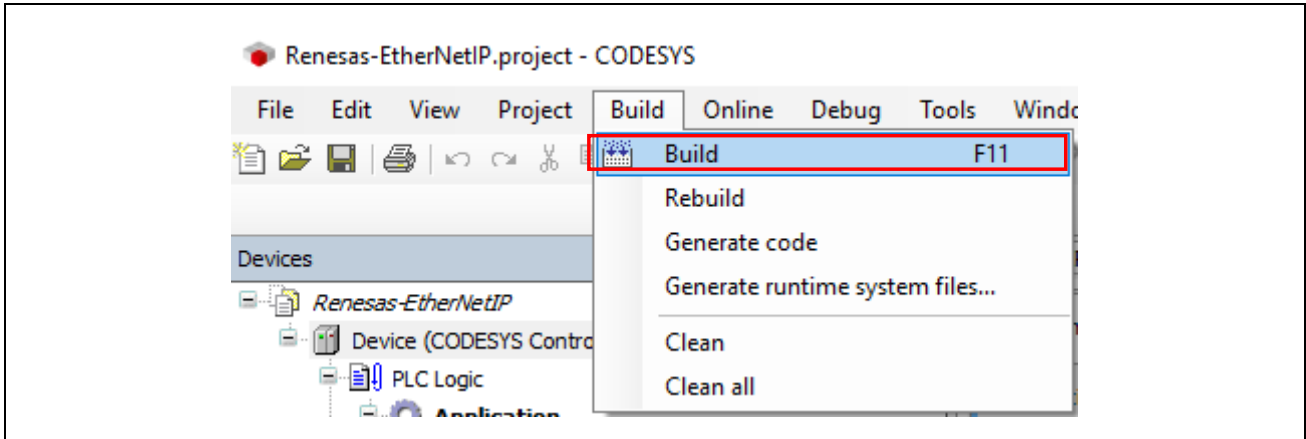 Renesas-EtherNetIP.project - CODESYS
File Edit View Project Build Online Debug Tools
Build F11
Rebuild
Generate code
Devices
Generate runtime system files...
Renesas-EtherNetIP
Device (CODESYS
Clean
PLC Logic
Clean all
Application